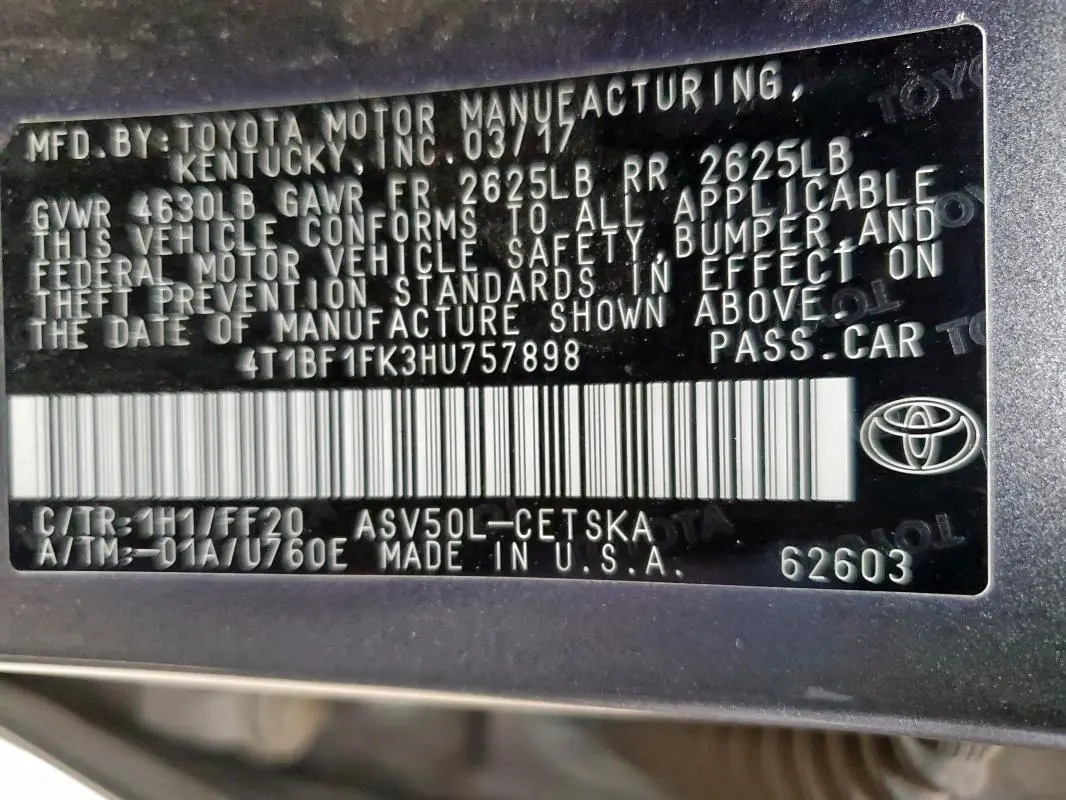 MFD.BY:TOYOTA MOTOR MANUFACTURING,
KENTUCKY, INC.03/17
GVWR 4630LB GAWR FR 2625LB RR 2625LB
THIS VEHICLE CONFORMS TO ALL APPLICABLE
FEDERAL MOTOR VEHICLE SAFETY,BUMPER,AND
THEFT PREVENTION STANDARDS IN EFFECT ON
THE DATE OF MANUFACTURE SHOWN ABOVE.
4T1BF1FK3HU757898 PASS.CAR
C/TR:1H1/FF20 ASV50L-CETSKA
A/TM:-01A/U760E MADE IN U.S.A. 62603